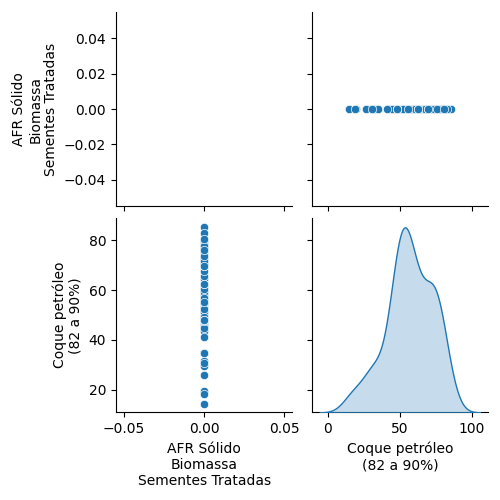 AFR Sólido
Biomassa
Sementes Tratadas
0.04
0.02
0.00
−0.02
−0.04
Coque petróleo
(82 a 90%)
80
60
40
20
−0.05
0.00
0.05
AFR Sólido
Biomassa
Sementes Tratadas
0
50
100
Coque petróleo
(82 a 90%)